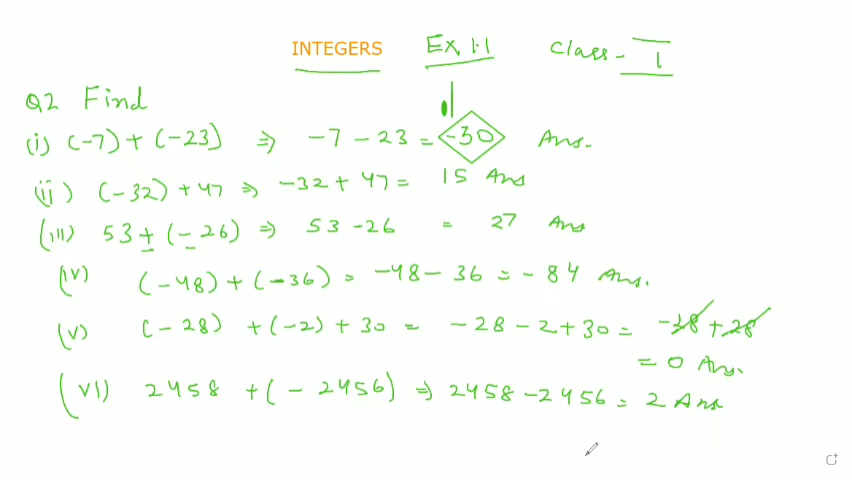 INTEGERS Ex 1.1 Class - I
Q2 Find
(i) (-7) + (-23) ⇒ -7 - 23 = -30 Ans.
(ii) (-32) + 47 ⇒ -32 + 47 = 15 Ans
(iii) 53 + (-26) ⇒ 53 - 26 = 27 Ans
(iv) (-48) + (-36) = -48 - 36 = - 84 Ans.
(v) (-28) + (-2) + 30 = -28 - 2 + 30 = -28 + 28
= 0 Ans.
(vi) 2458 + (-2456) ⇒ 2458 - 2456 = 2 Ans